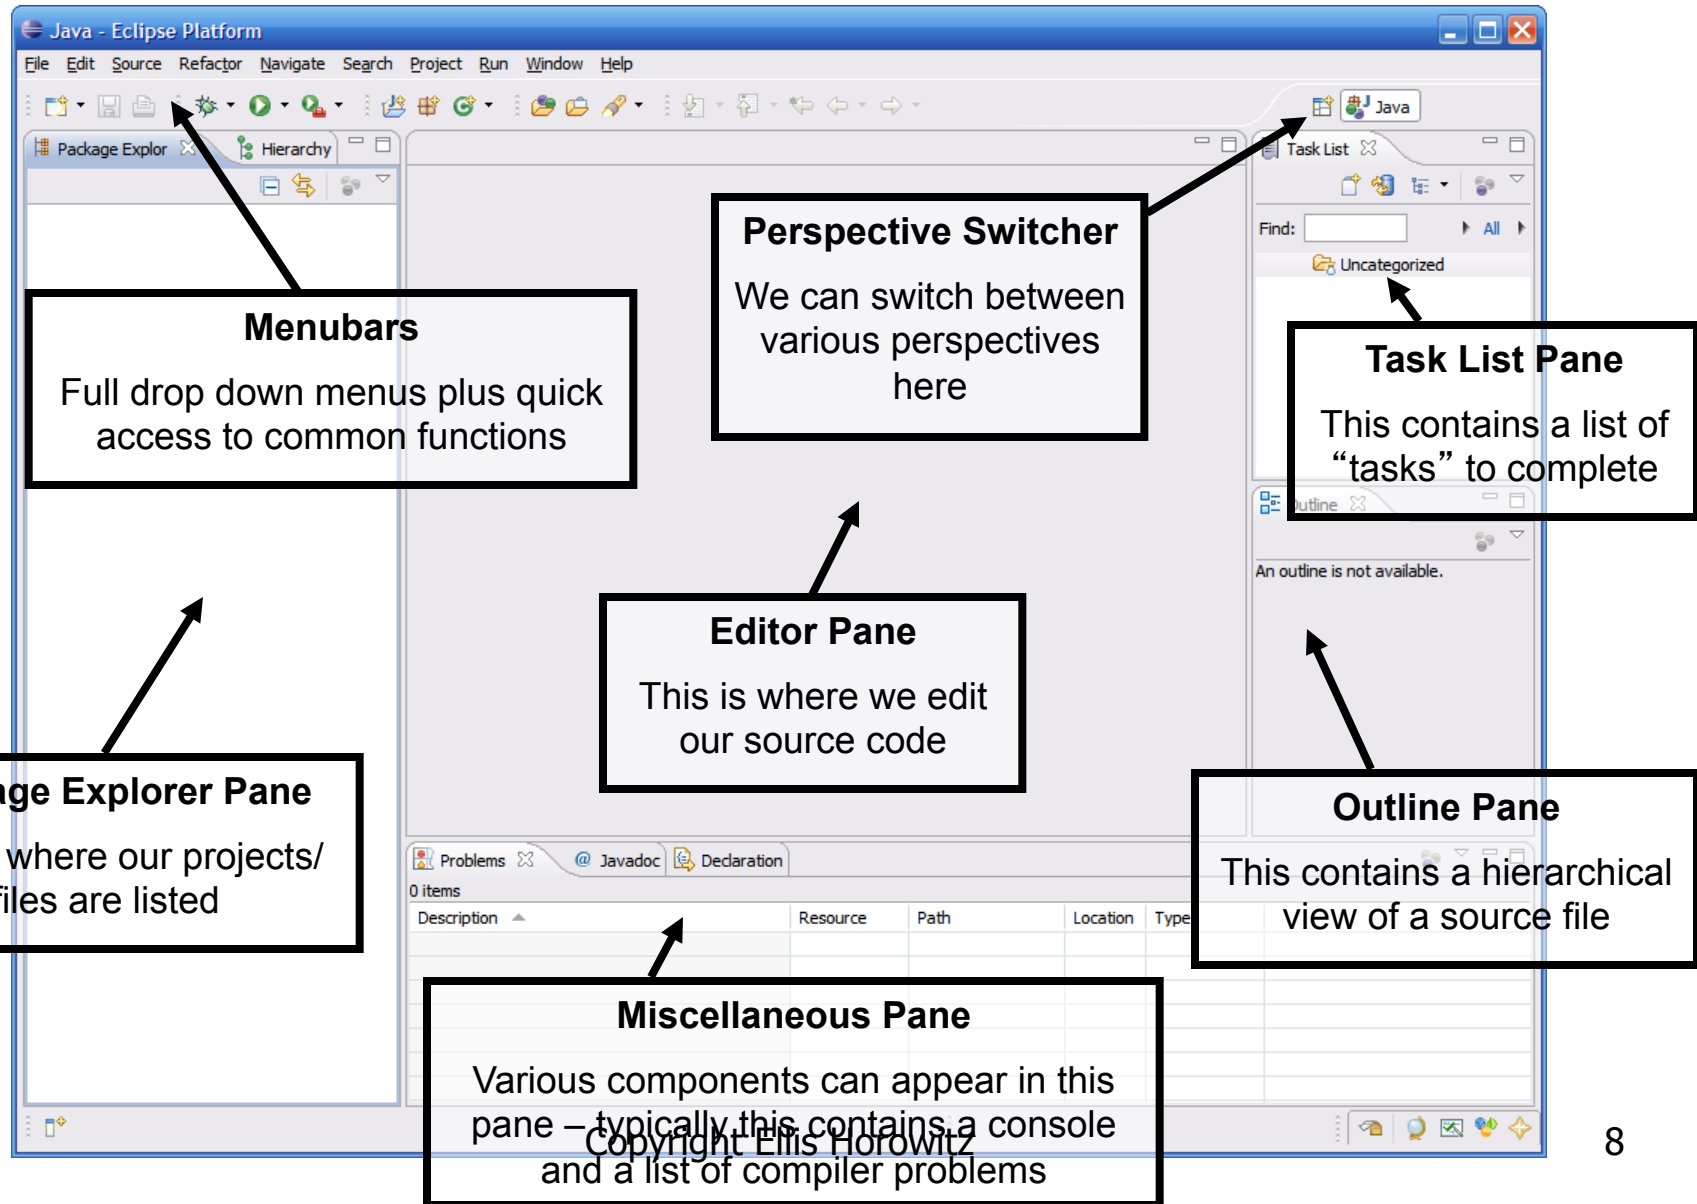 Java - Eclipse Platform
File Edit Source Refactor Navigate Search Project Run Window Help
Java
Package Explor
Hierarchy
Task List
Find:
All
Uncategorized
Perspective Switcher
We can switch between
various perspectives
here
Menubars
Full drop down menus plus quick
access to common functions
Task List Pane
This contains a list of
“tasks” to complete
Outline
An outline is not available.
Editor Pane
This is where we edit
our source code
age Explorer Pane
where our projects/
files are listed
Outline Pane
This contains a hierarchical
view of a source file
Problems
@ Javadoc
Declaration
0 items
Description Resource Path Location Type
Miscellaneous Pane
Various components can appear in this
pane – typically this contains a console
and a list of compiler problems
Copyright Ellis Horowitz
8